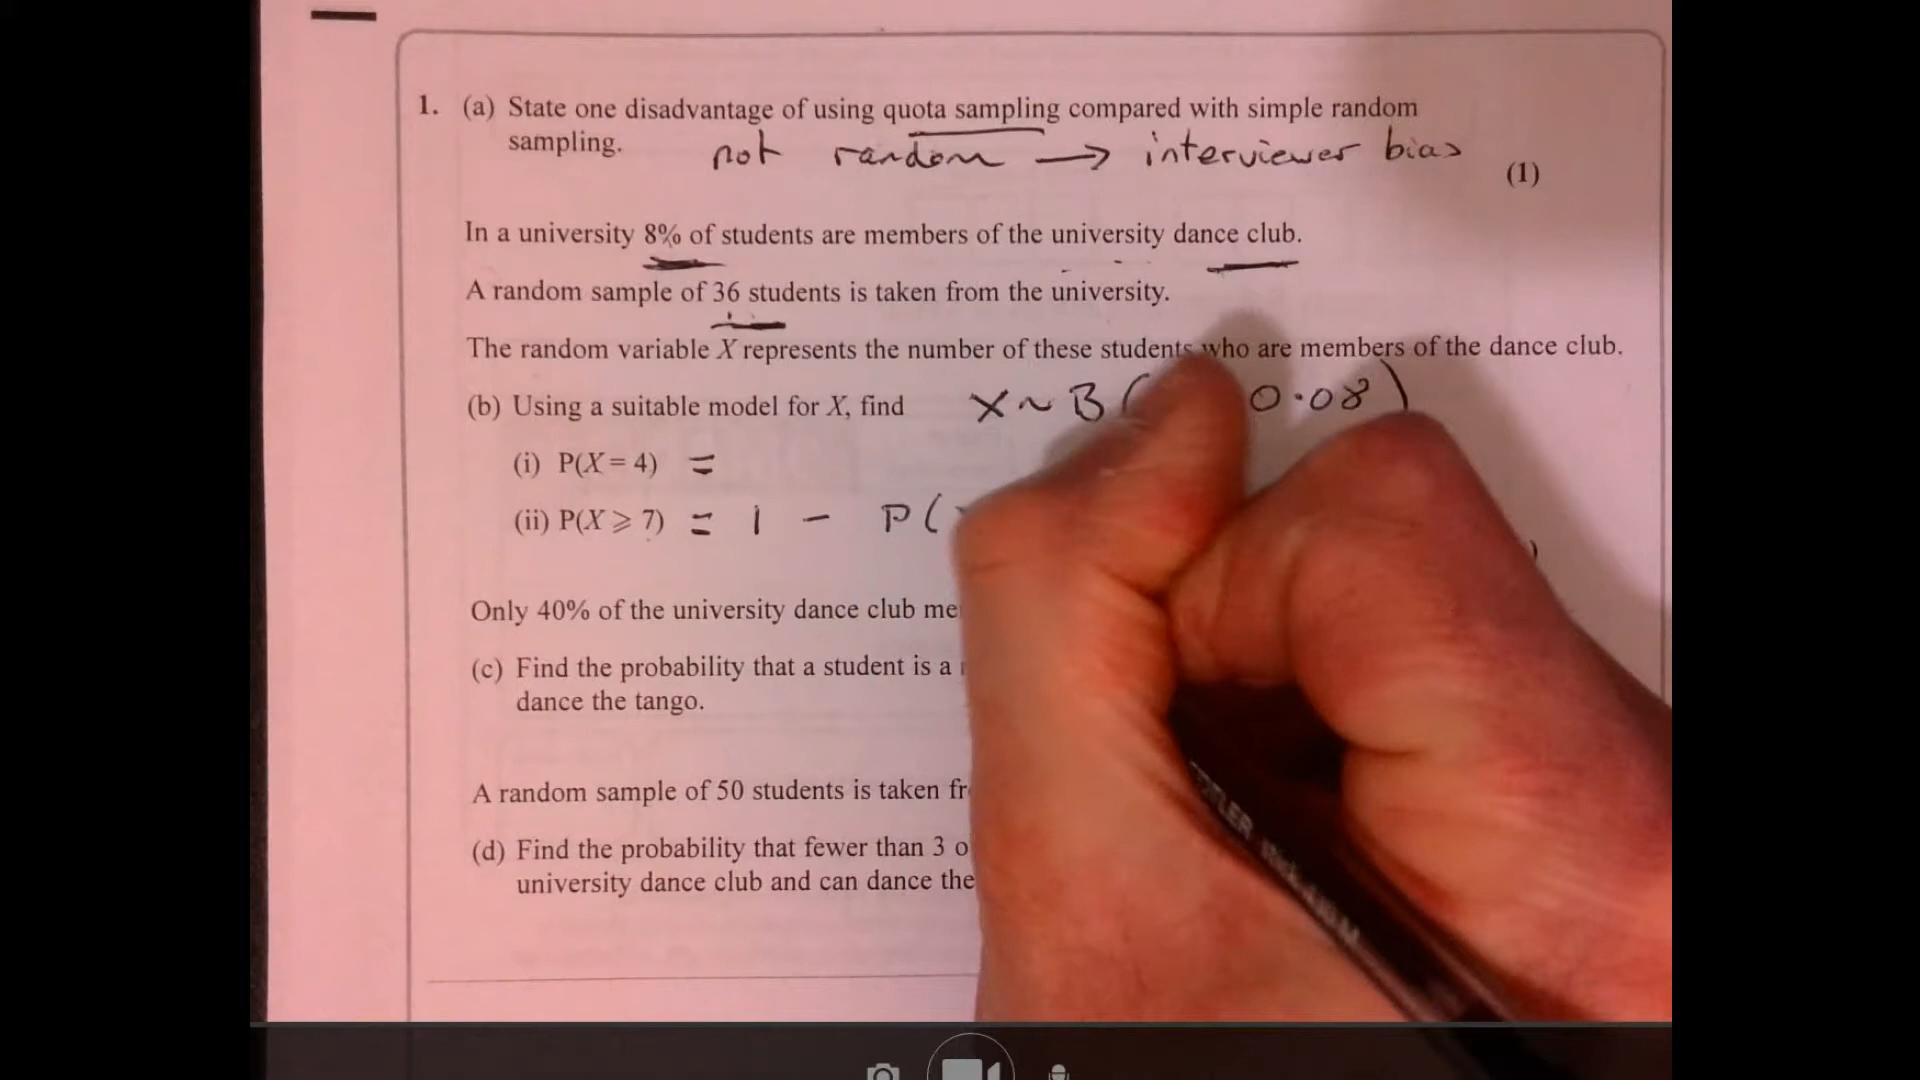 1. (a) State one disadvantage of using quota sampling compared with simple random
sampling. not random → interviewer bias
(1)
In a university 8% of students are members of the university dance club.
A random sample of 36 students is taken from the university.
The random variable X represents the number of these students who are members of the dance club.
(b) Using a suitable model for X, find X ~ B( 0.08)
(i) P(X = 4) =
(ii) P(X ⩾ 7) = 1 - P(
Only 40% of the university dance club
(c) Find the probability that a student is a
dance the tango.
A random sample of 50 students is taken
(d) Find the probability that fewer than 3
university dance club and can dance the